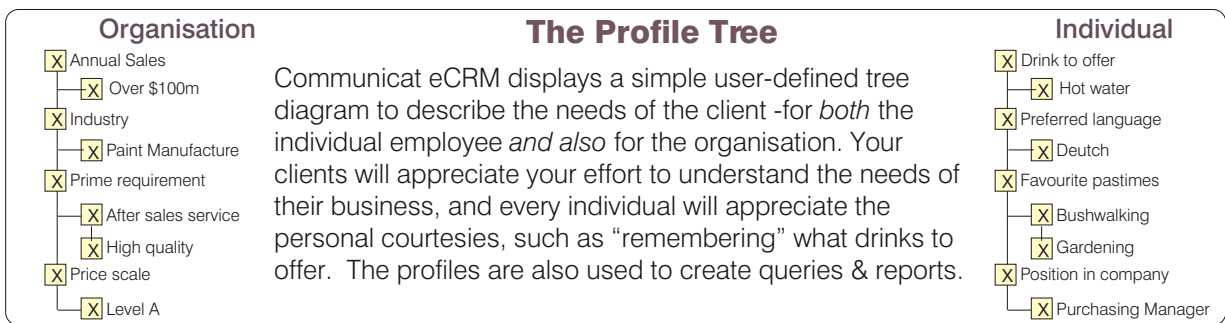 Organisation
X Annual Sales
X Over $100m
X Industry
X Paint Manufacture
X Prime requirement
X After sales service
X High quality
X Price scale
X Level A
The Profile Tree
Communicat eCRM displays a simple user-defined tree
diagram to describe the needs of the client -for both the
individual employee and also for the organisation. Your
clients will appreciate your effort to understand the needs of
their business, and every individual will appreciate the
personal courtesies, such as “remembering” what drinks to
offer.  The profiles are also used to create queries & reports.
Individual
X Drink to offer
X Hot water
X Preferred language
X Deutch
X Favourite pastimes
X Bushwalking
X Gardening
X Position in company
X Purchasing Manager